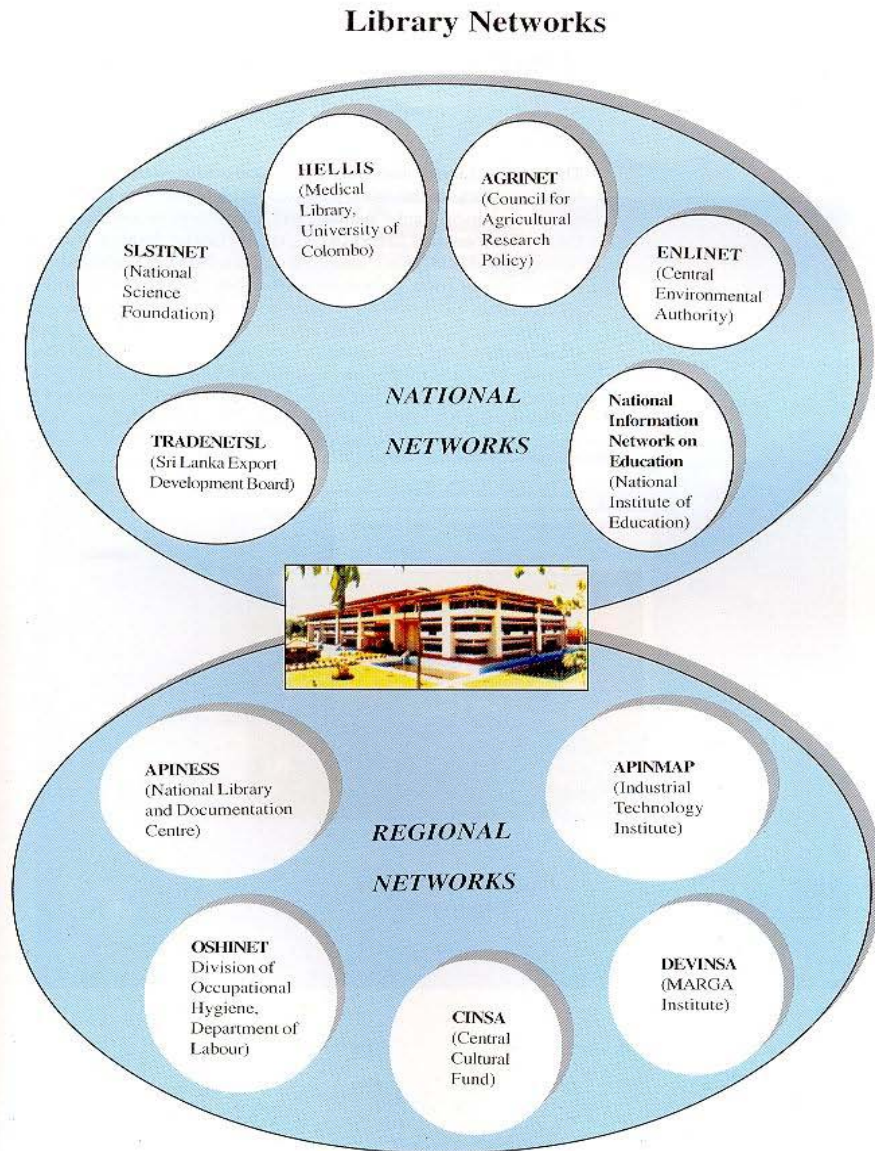 Library Networks
HELLIS
(Medical
Library,
University of
Colombo)
AGRINET
(Council for
Agricultural
Research
Policy)
SLSTINET
(National
Science
Foundation)
ENLINET
(Central
Environmental
Authority)
NATIONAL
NETWORKS
TRADENETSL
(Sri Lanka Export
Development Board)
National
Information
Network on
Education
(National
Institute of
Education)
APINESS
(National Library
and Documentation
Centre)
APINMAP
(Industrial
Technology
Institute)
REGIONAL
NETWORKS
OSHINET
Division of
Occupational
Hygiene,
Department of
Labour)
CINSA
(Central
Cultural
Fund)
DEVINSA
(MARGA
Institute)